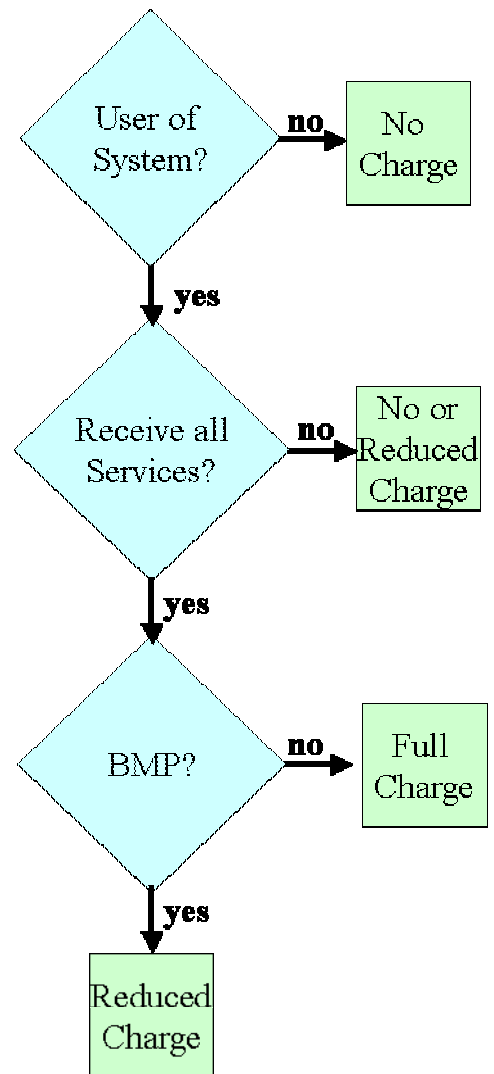 User of
System?
no
No
Charge
yes
Receive all
Services?
no
No or
Reduced
Charge
yes
BMP?
no
Full
Charge
yes
Reduced
Charge